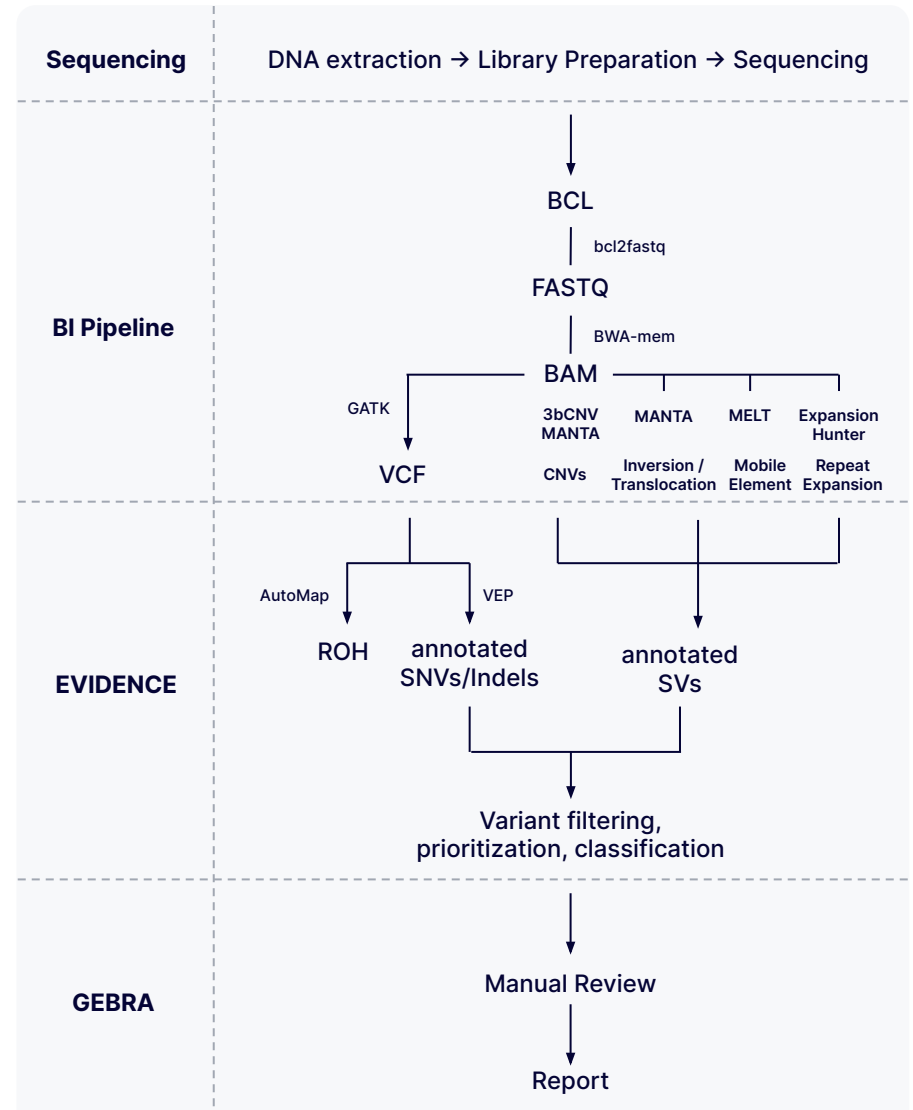 Sequencing
DNA extraction → Library Preparation → Sequencing
BI Pipeline
BCL
bcl2fastq
FASTQ
BWA-mem
BAM
GATK
VCF
3bCNV
MANTA
CNVs
MANTA
Inversion /
Translocation
MELT
Mobile
Element
Expansion
Hunter
Repeat
Expansion
EVIDENCE
AutoMap
ROH
VEP
annotated
SNVs/Indels
annotated
SVs
Variant filtering,
prioritization, classification
GEBRA
Manual Review
Report